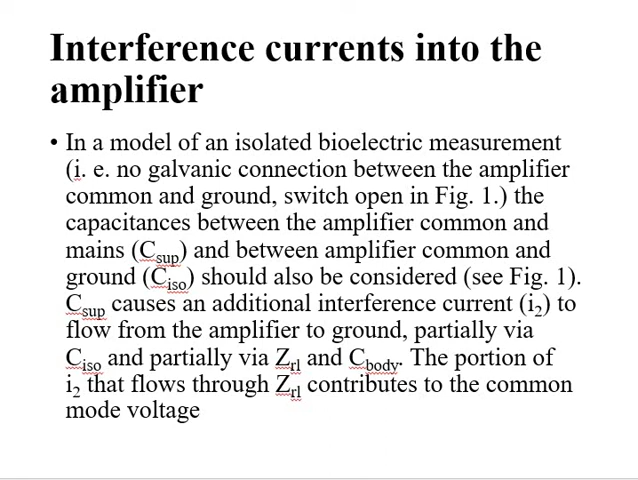 Interference currents into the
amplifier
• In a model of an isolated bioelectric measurement
(i. e. no galvanic connection between the amplifier
common and ground, switch open in Fig. 1.) the
capacitances between the amplifier common and
mains (Csup) and between amplifier common and
ground (Ciso) should also be considered (see Fig. 1).
Csup causes an additional interference current (i2) to
flow from the amplifier to ground, partially via
Ciso and partially via Zrl and Cbody. The portion of
i2 that flows through Zrl contributes to the common
mode voltage